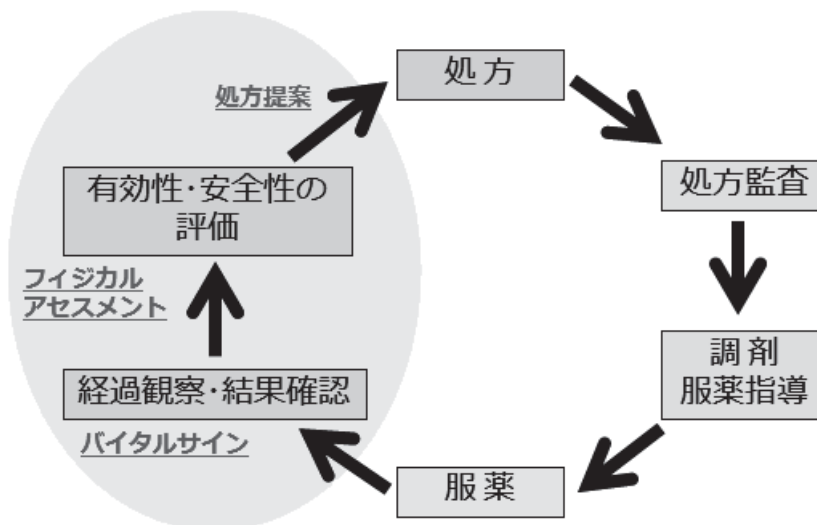 処方
処方提案
処方監査
有効性・安全性の
評価
フィジカル
アセスメント
調剤
服薬指導
経過観察・結果確認
バイタルサイン
服薬